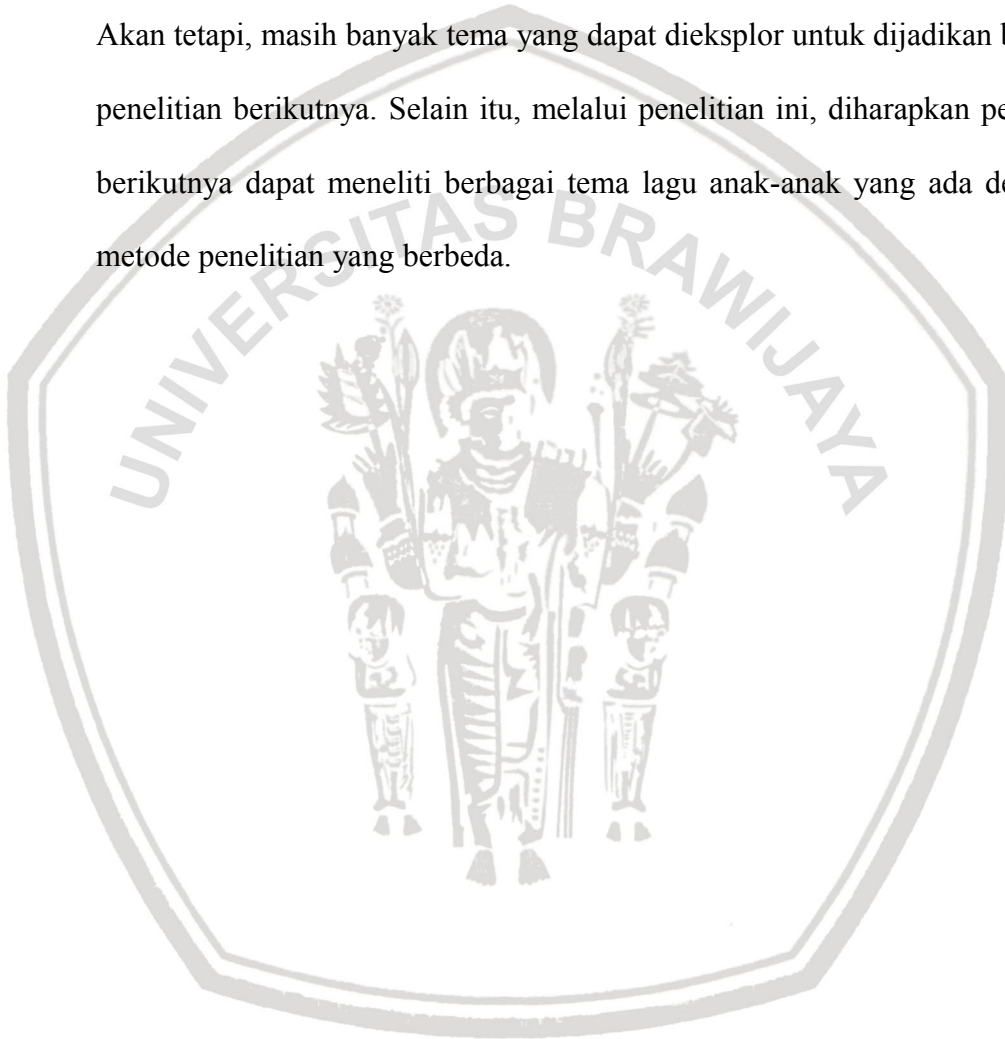 Akan tetapi, masih banyak tema yang dapat dieksplor untuk dijadikan
penelitian berikutnya. Selain itu, melalui penelitian ini, diharapkan
berikutnya dapat meneliti berbagai tema lagu anak-anak yang ada
metode penelitian yang berbeda.
UNIVERSITAS BRAWIJAYA